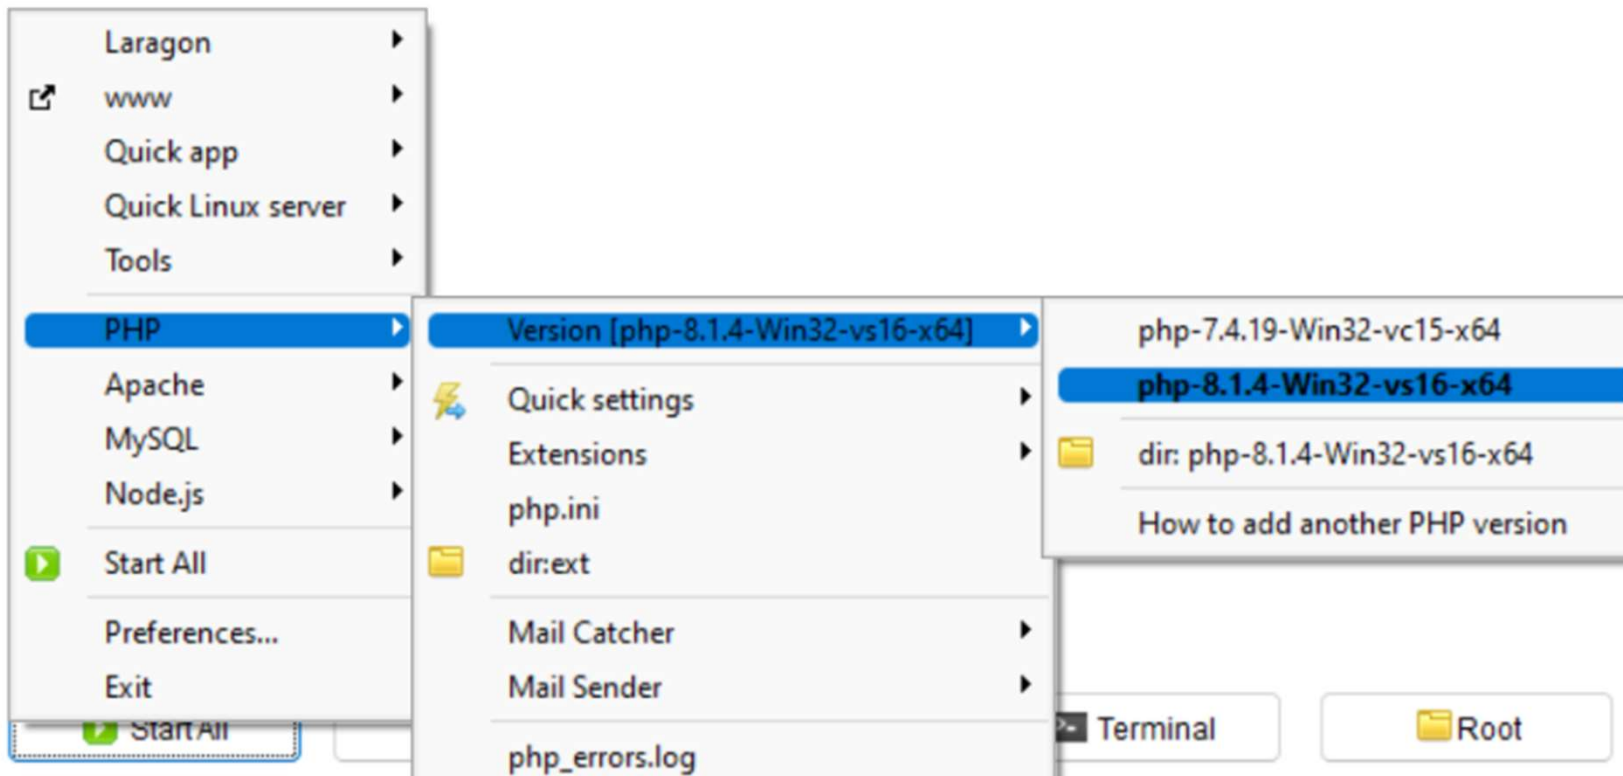 Laragon
www
Quick app
Quick Linux server
Tools
PHP
Apache
MySQL
Node.js
Start All
Preferences...
Exit
Version [php-8.1.4-Win32-vs16-x64]
Quick settings
Extensions
php.ini
dir:ext
Mail Catcher
Mail Sender
php_errors.log
php-7.4.19-Win32-vc15-x64
php-8.1.4-Win32-vs16-x64
dir: php-8.1.4-Win32-vs16-x64
How to add another PHP version
Start All
Terminal
Root